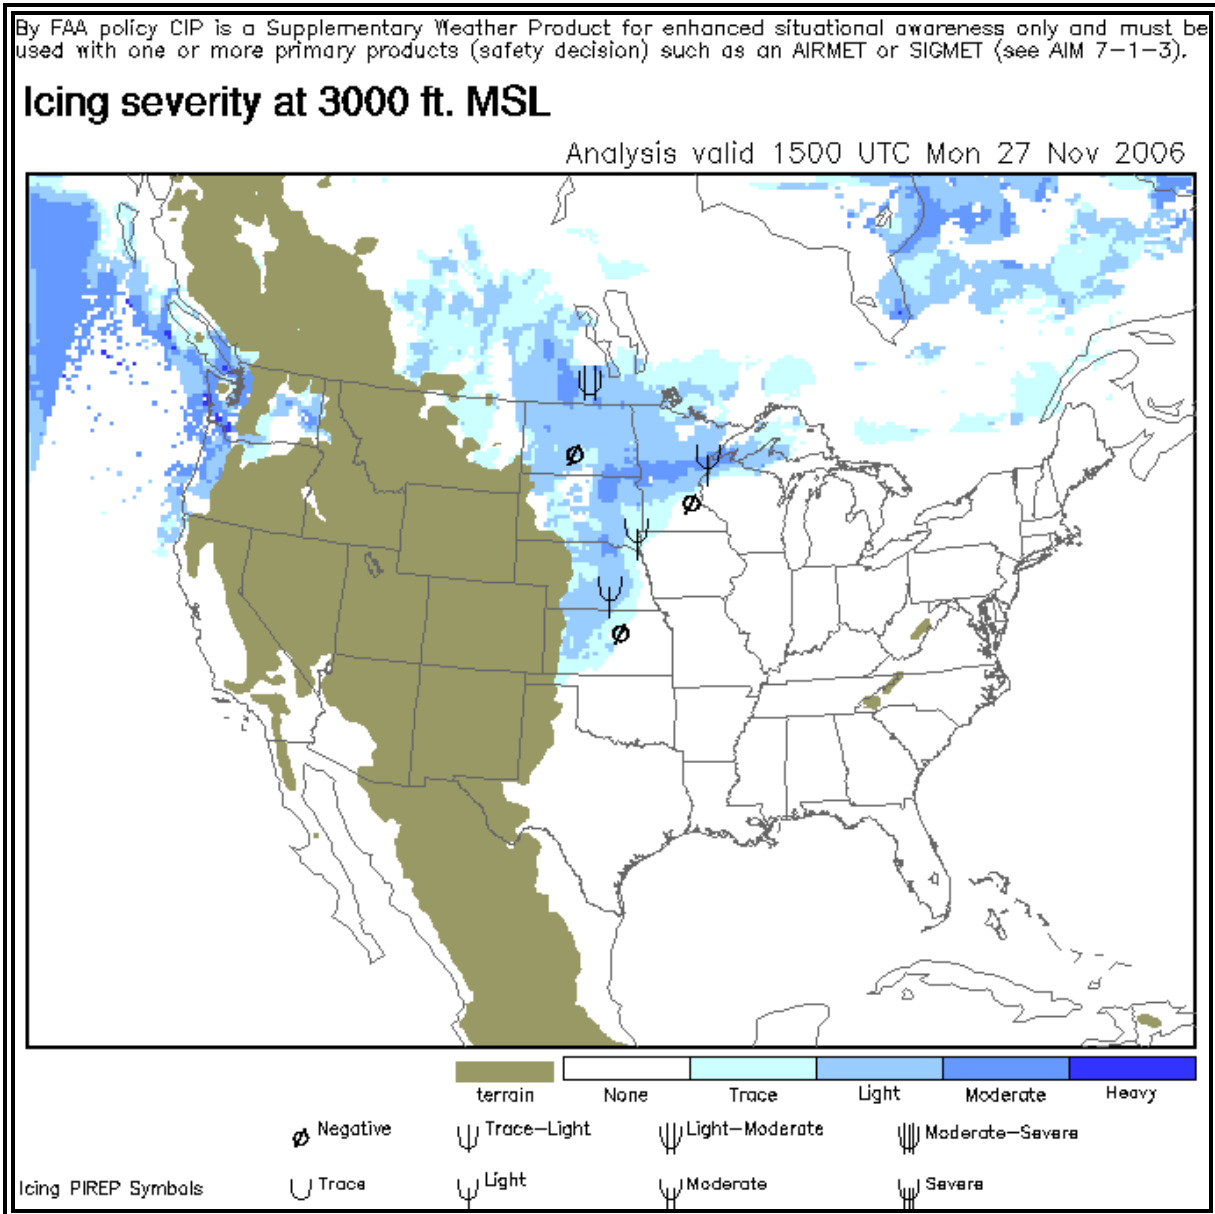 By FAA policy CIP is a Supplementary Weather Product for enhanced situational awareness only and must be
used with one or more primary products (safety decision) such as an AIRMET or SIGMET (see AIM 7-1-3).
Icing severity at 3000 ft. MSL
Analysis valid 1500 UTC Mon 27 Nov 2006
terrain None Trace Light Moderate Heavy
Negative Trace-Light Light-Moderate Moderate-Severe
Icing PIREP Symbols Trace Light Moderate Severe